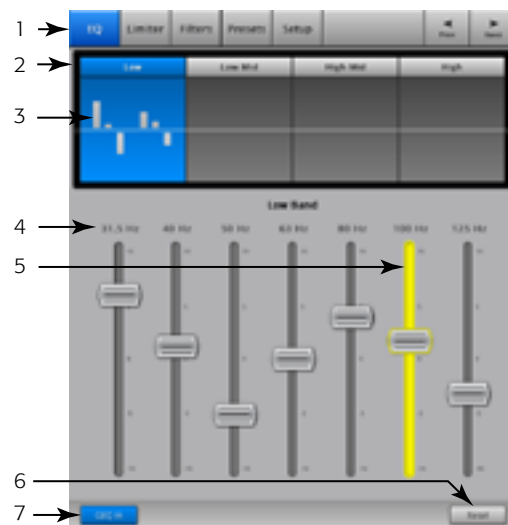 1 EQ Limiter Filters Presets Setup Prev Next
2 Low Low Mid High Mid High
3
Low Band
4 31.5 Hz 40 Hz 50 Hz 63 Hz 80 Hz 100 Hz 125 Hz
5
6
7 Reset